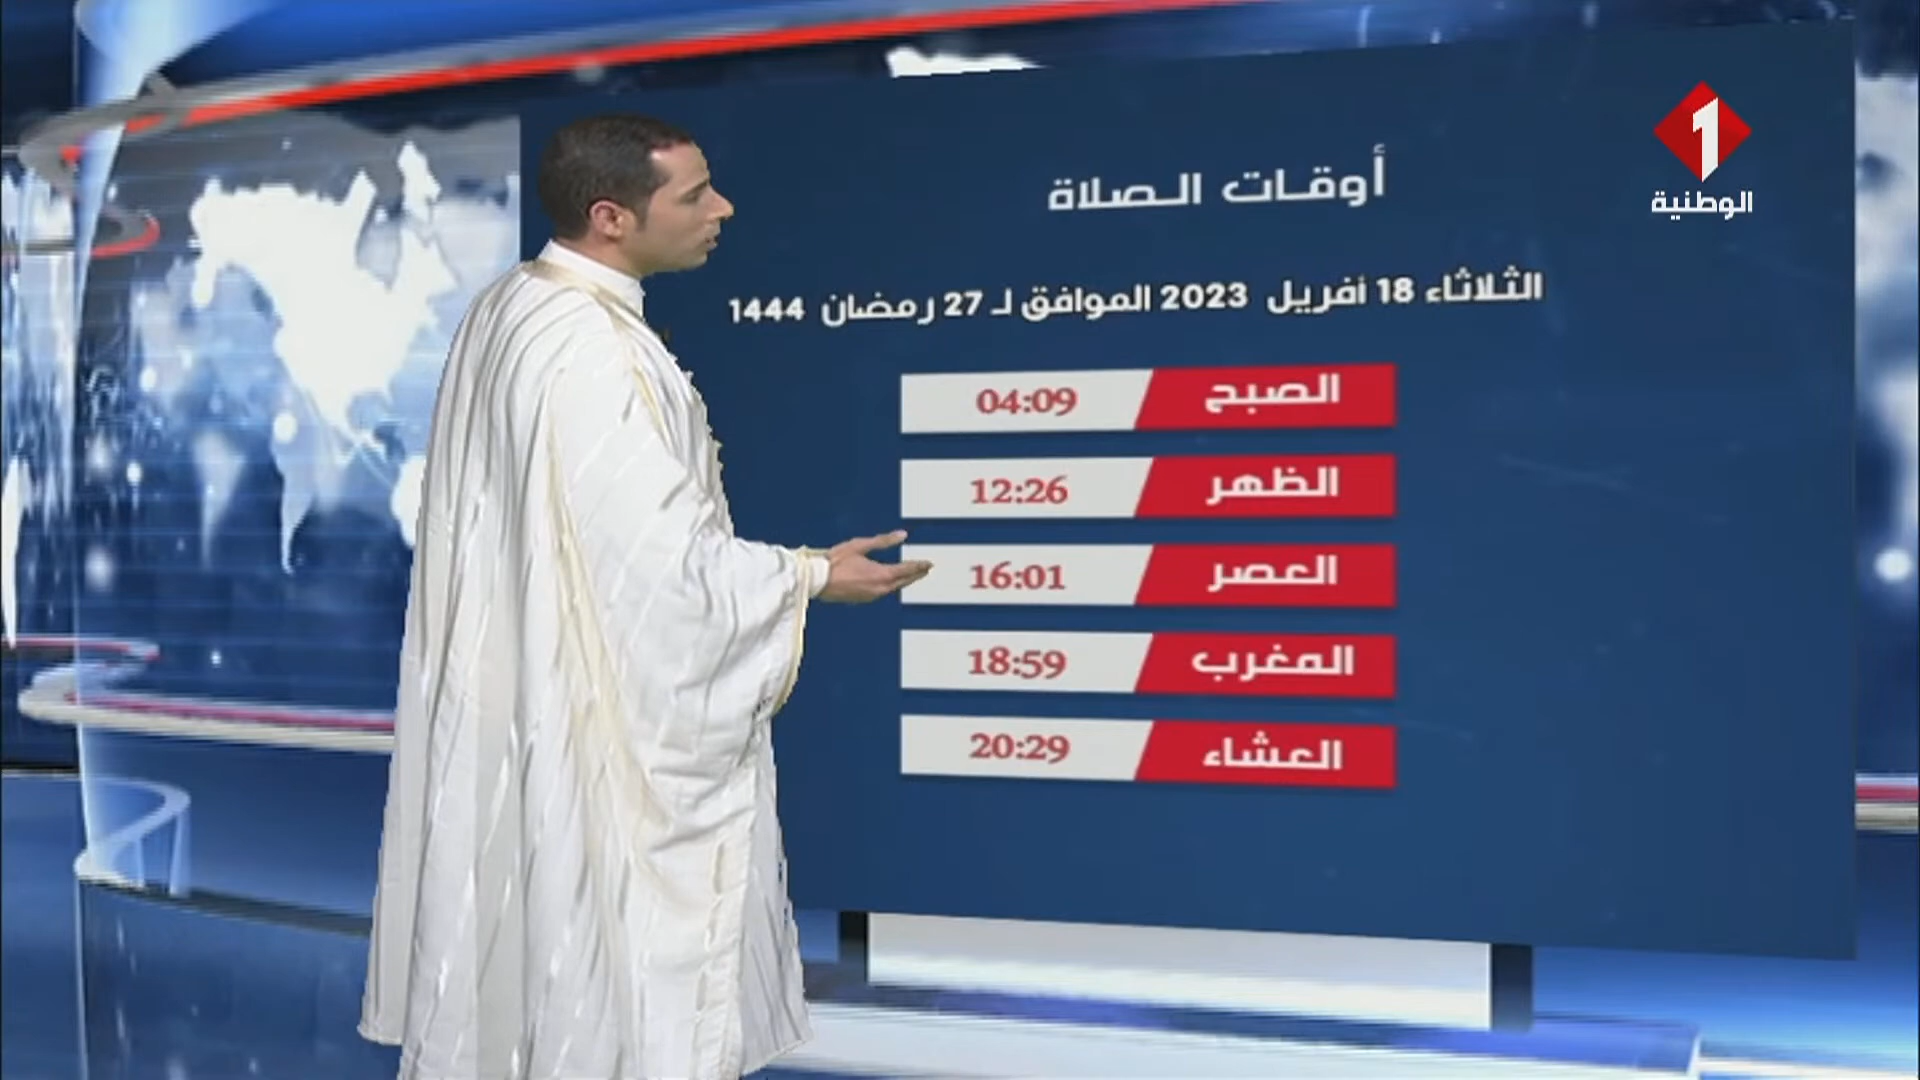 1
الوطنية
أوقات الصلاة
الثلاثاء 18 أفريل 2023 الموافق لـ 27 رمضان 1444
الصبح 04:09
الظهر 12:26
العصر 16:01
المغرب 18:59
العشاء 20:29